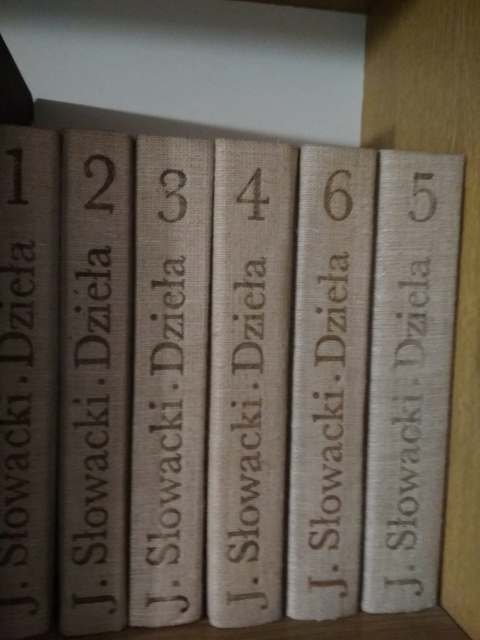 1
J. Słowacki · Dzieła
2
J. Słowacki · Dzieła
3
J. Słowacki · Dzieła
4
J. Słowacki · Dzieła
6
J. Słowacki · Dzieła
5
J. Słowacki · Dzieła